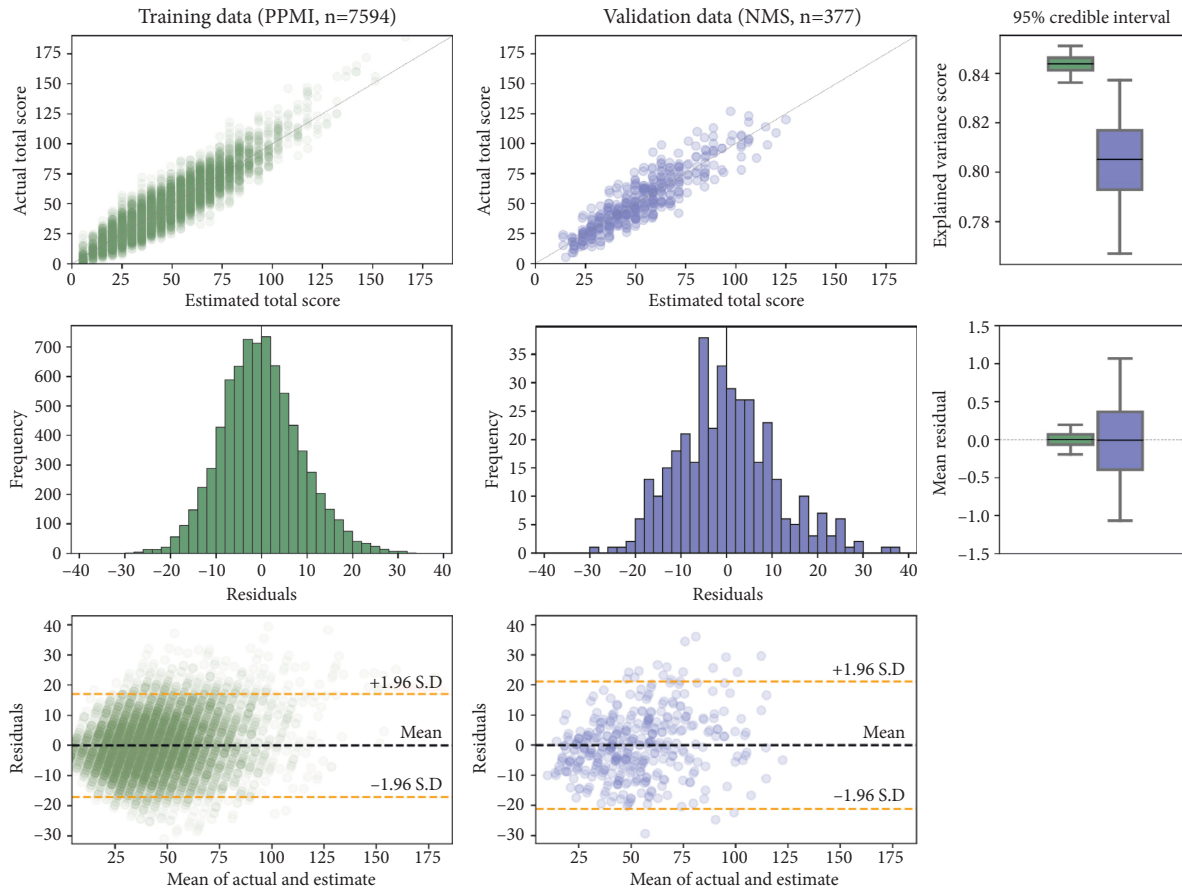 Training data (PPMI, n=7594)
Validation data (NMS, n=377)
95% credible interval
Actual total score
175
150
125
100
75
50
25
0
0 25 50 75 100 125 150 175
Estimated total score
Actual total score
175
150
125
100
75
50
25
0
25 50 75 100 125 150 175
Estimated total score
Explained variance score
0.84
0.82
0.80
0.78
Frequency
700
600
500
400
300
200
100
0
–40 –30 –20 –10 0 10 20 30 40
Residuals
Frequency
35
30
25
20
15
10
5
0
–40 –30 –20 –10 0 10 20 30 40
Residuals
Mean residual
1.5
1.0
0.5
0.0
–0.5
–1.0
–1.5
Residuals
40
30
20
10
0
–10
–20
–30
+1.96 S.D
Mean
–1.96 S.D
25 50 75 100 125 150 175
Mean of actual and estimate
Residuals
40
30
20
10
0
–10
–20
–30
+1.96 S.D
Mean
–1.96 S.D
25 50 75 100 125 150 175
Mean of actual and estimate